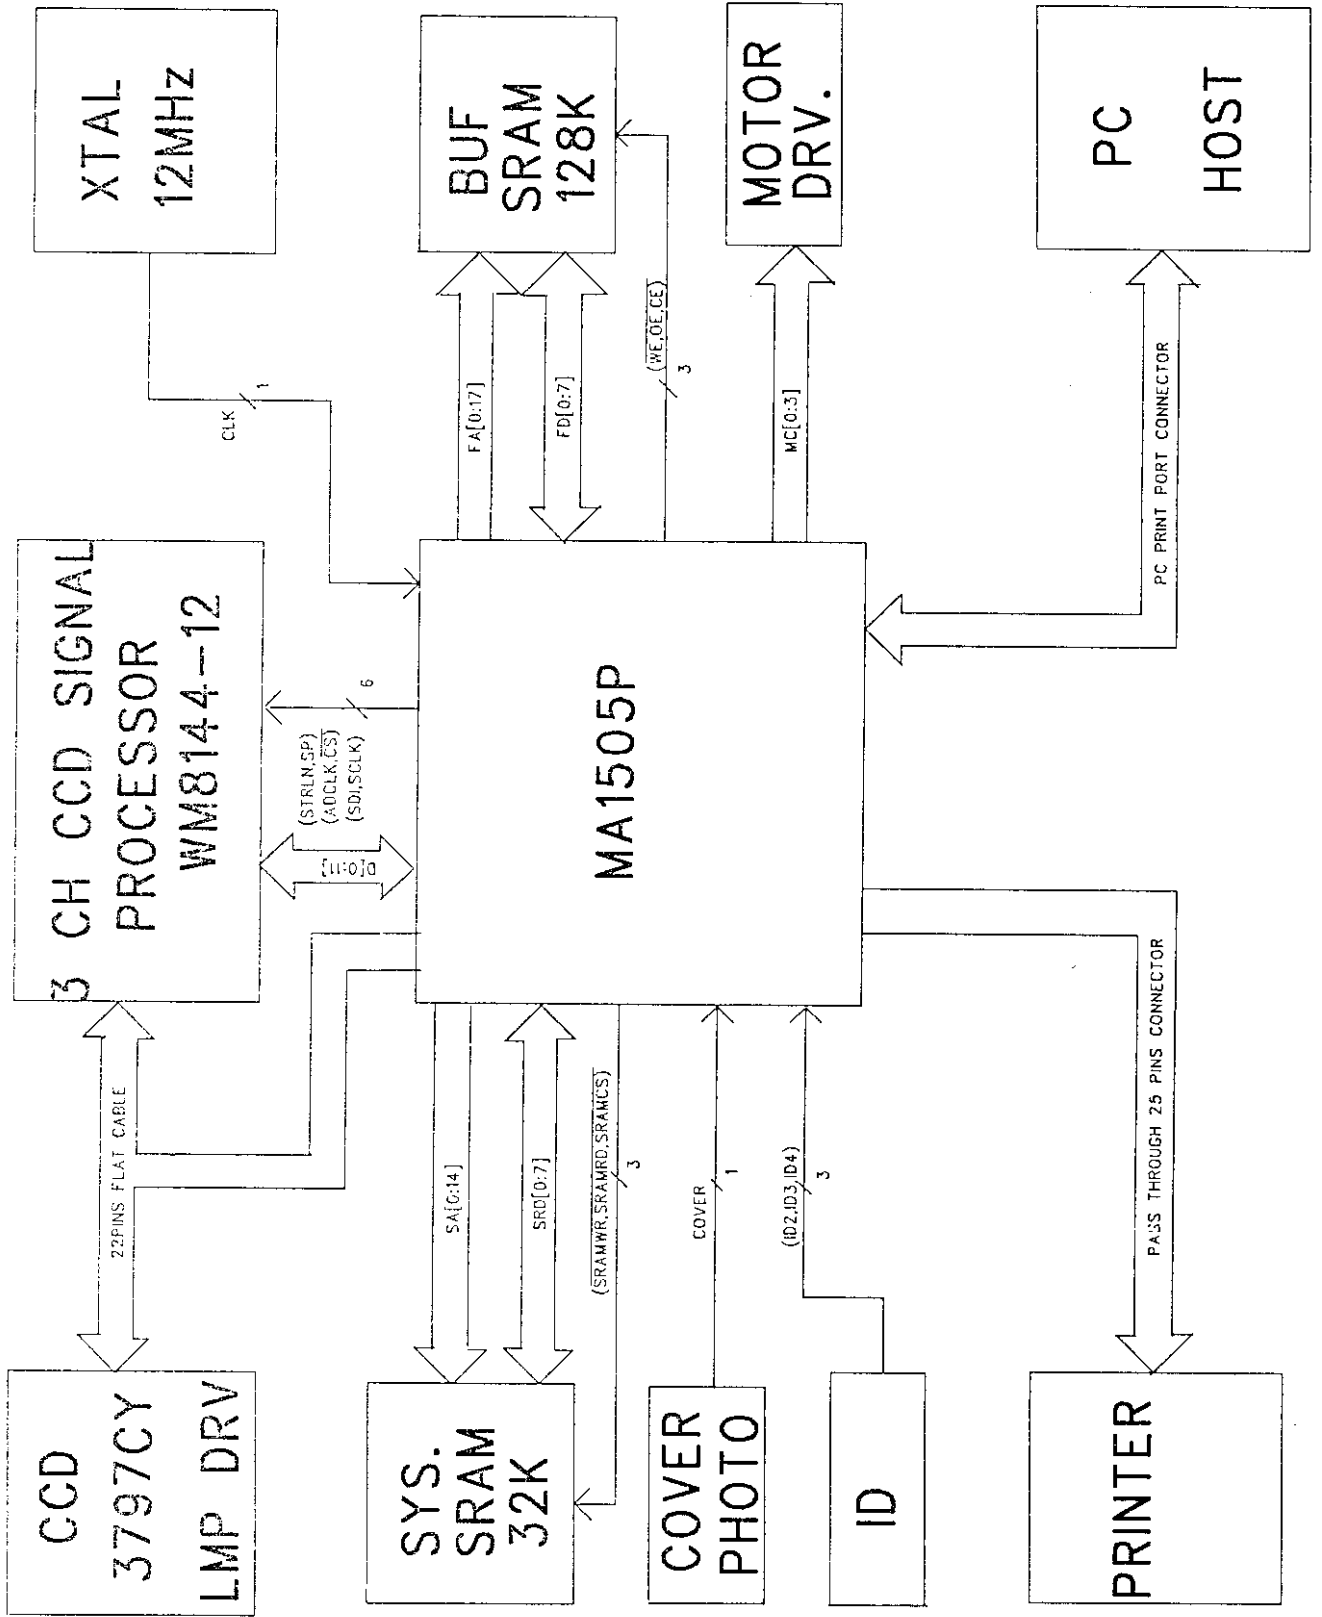 CCD
3797CY
LMP DRV
22PINS FLAT CABLE
3 CH CCD SIGNAL
PROCESSOR
WM8144-12
D[0:11]
(STRLN,SP)
(ADCLK,CS)
(SDI,SCLK)
6
XTAL
12MHz
CLK
1
SYS.
SRAM
32K
SA[0:14]
SRD[0:7]
(SRAMWR,SRAMRD,SRAMCS)
3
MA1505P
FA[0:17]
FD[0:7]
(WE,OE,CE)
3
BUF
SRAM
128K
COVER
PHOTO
COVER
1
MC[0:3]
MOTOR
DRV.
ID
(ID2,ID3,ID4)
3
PRINTER
PASS THROUGH 25 PINS CONNECTOR
PC PRINT PORT CONNECTOR
PC
HOST